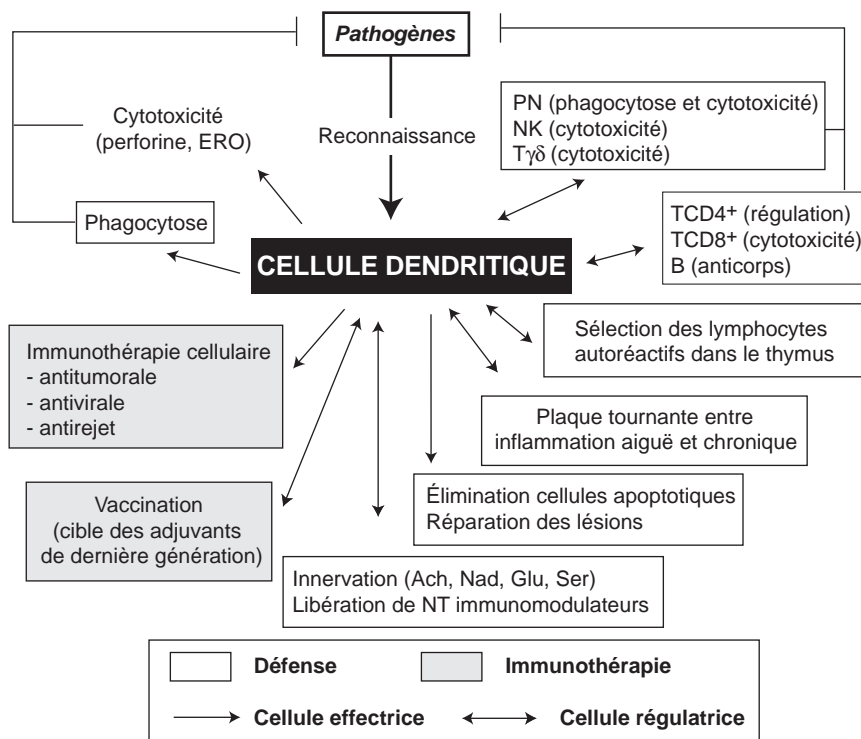 Pathogènes
Cytotoxicité
(perforine, ERO)
Reconnaissance
PN (phagocytose et cytotoxicité)
NK (cytotoxicité)
Tγδ (cytotoxicité)
Phagocytose
TCD4+ (régulation)
TCD8+ (cytotoxicité)
B (anticorps)
CELLULE DENDRITIQUE
Immunothérapie cellulaire
- antitumorale
- antivirale
- antirejet
Sélection des lymphocytes
autoréactifs dans le thymus
Plaque tournante entre
inflammation aiguë et chronique
Vaccination
(cible des adjuvants
de dernière génération)
Élimination cellules apoptotiques
Réparation des lésions
Innervation (Ach, Nad, Glu, Ser)
Libération de NT immunomodulateurs
Défense
Immunothérapie
Cellule effectrice
Cellule régulatrice